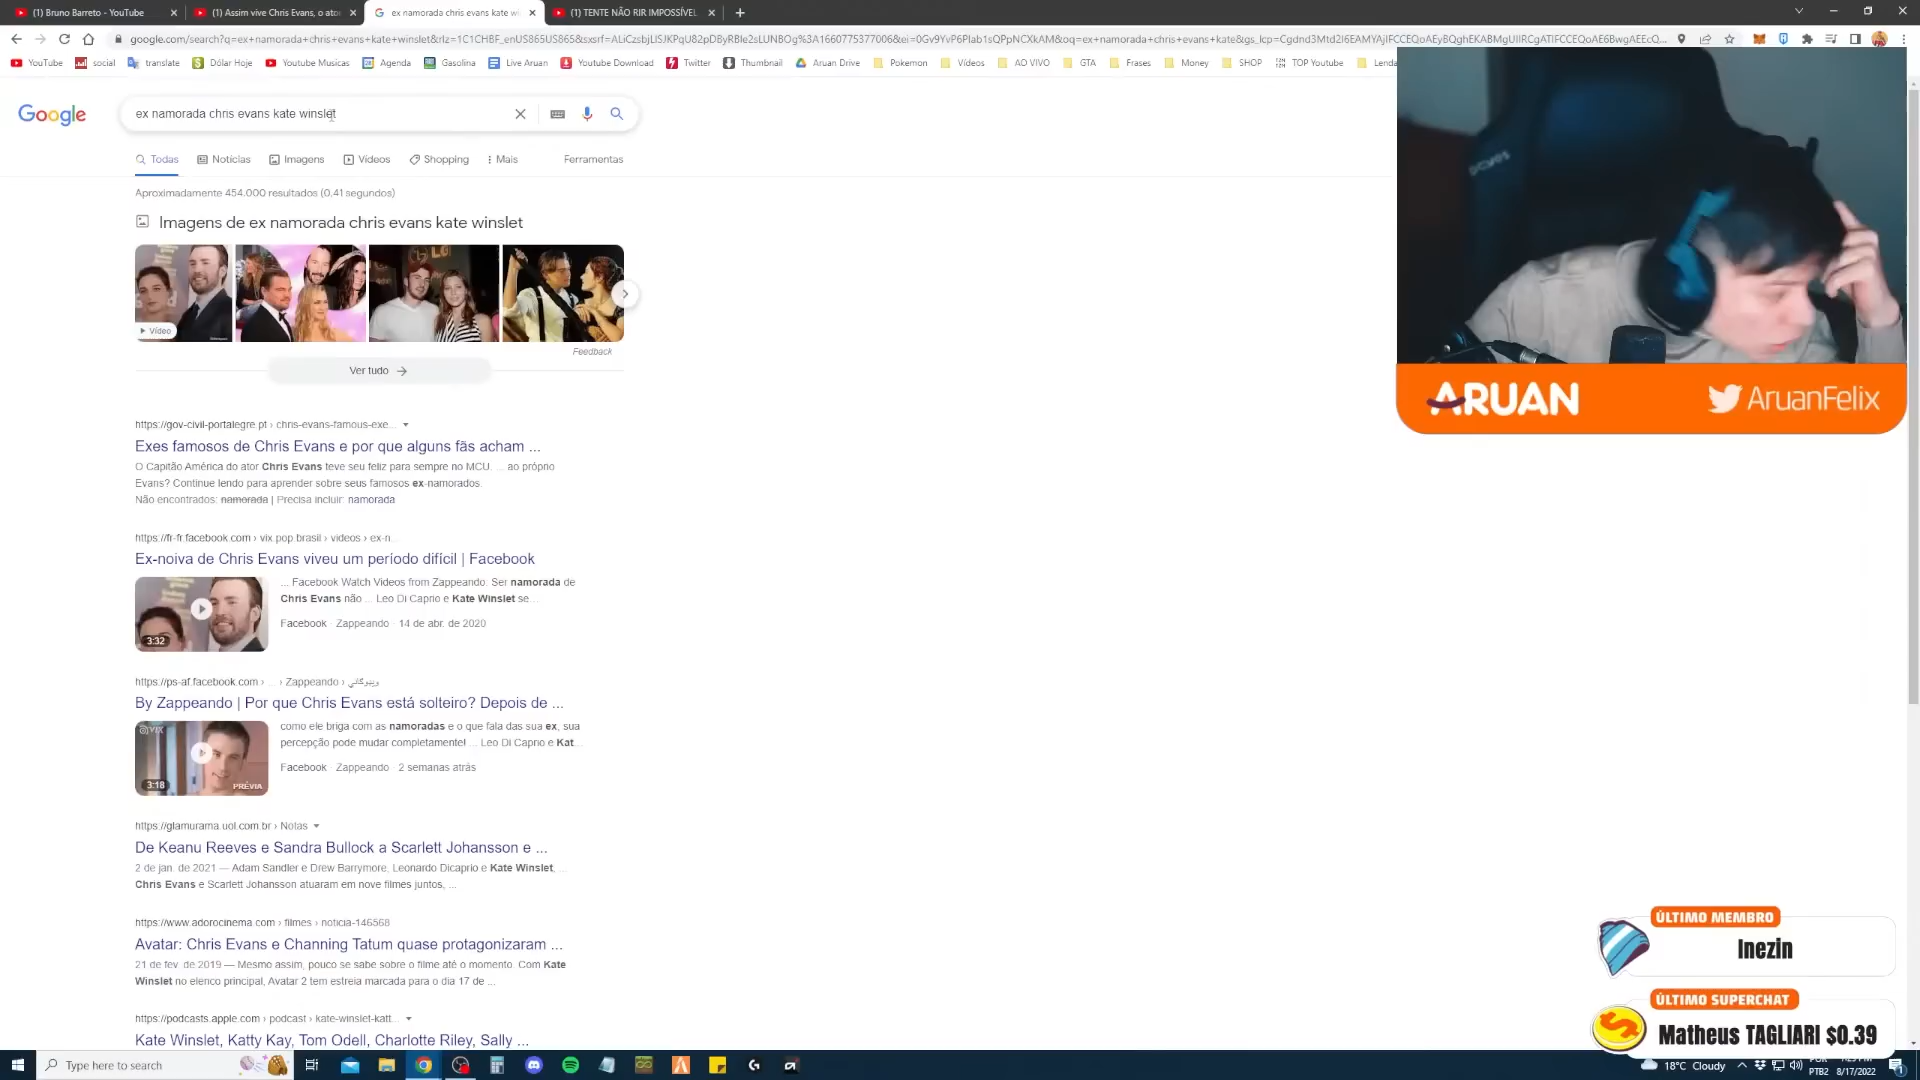 (1) Bruno Barreto - YouTube
(1) Assim vive Chris Evans, o ato
ex namorada chris evans kate wi
(1) TENTE NÃO RIR IMPOSSÍVEL
YouTube
social
translate
Dólar Hoje
Youtube Musicas
Agenda
Gasolina
Live Aruan
Youtube Download
Twitter
Thumbnail
Aruan Drive
Pokemon
Vídeos
AO VIVO
GTA
Frases
Money
SHOP
TOP Youtube
Lenda
Google
ex namorada chris evans kate winslet
Todas
Notícias
Imagens
Vídeos
Shopping
Mais
Ferramentas
Aproximadamente 454.000 resultados (0,41 segundos)
Imagens de ex namorada chris evans kate winslet
Vídeo
Feedback
Ver tudo
https://gov-civil-portalegre.pt › chris-evans-famous-exe...
Exes famosos de Chris Evans e por que alguns fãs acham ...
O Capitão América do ator Chris Evans teve seu feliz para sempre no MCU. ... ao próprio
Evans? Continue lendo para aprender sobre seus famosos ex-namorados.
Não encontrados: namorada | Precisa incluir: namorada
https://fr-fr.facebook.com › vix.pop.brasil › videos › ex-n...
Ex-noiva de Chris Evans viveu um período difícil | Facebook
... Facebook Watch Videos from Zappeando. Ser namorada de
Chris Evans não ... Leo Di Caprio e Kate Winslet se ...
3:32
Facebook · Zappeando · 14 de abr. de 2020
https://ps-af.facebook.com › ... › Zappeando ›
By Zappeando | Por que Chris Evans está solteiro? Depois de ...
como ele briga com as namoradas e o que fala das sua ex, sua
percepção pode mudar completamente! ... Leo Di Caprio e Kat...
VIX
3:18
PRÉVIA
Facebook · Zappeando · 2 semanas atrás
https://glamurama.uol.com.br › Notas
De Keanu Reeves e Sandra Bullock a Scarlett Johansson e ...
2 de jan. de 2021 — Adam Sandler e Drew Barrymore. Leonardo Dicaprio e Kate Winslet, ...
Chris Evans e Scarlett Johansson atuaram em nove filmes juntos, ...
https://www.adorocinema.com › filmes › noticia-146568
Avatar: Chris Evans e Channing Tatum quase protagonizaram ...
21 de fev. de 2019 — Mesmo assim, pouco se sabe sobre o filme até o momento. Com Kate
Winslet no elenco principal, Avatar 2 tem estreia marcada para o dia 17 de ...
https://podcasts.apple.com › podcast › kate-winslet-katt...
Kate Winslet, Katty Kay, Tom Odell, Charlotte Riley, Sally ...
ARUAN
AruanFelix
ÚLTIMO MEMBRO
Inezin
ÚLTIMO SUPERCHAT
Matheus TAGLIARI $0.39
Type here to search
18°C Cloudy
PTB2
8/17/2022